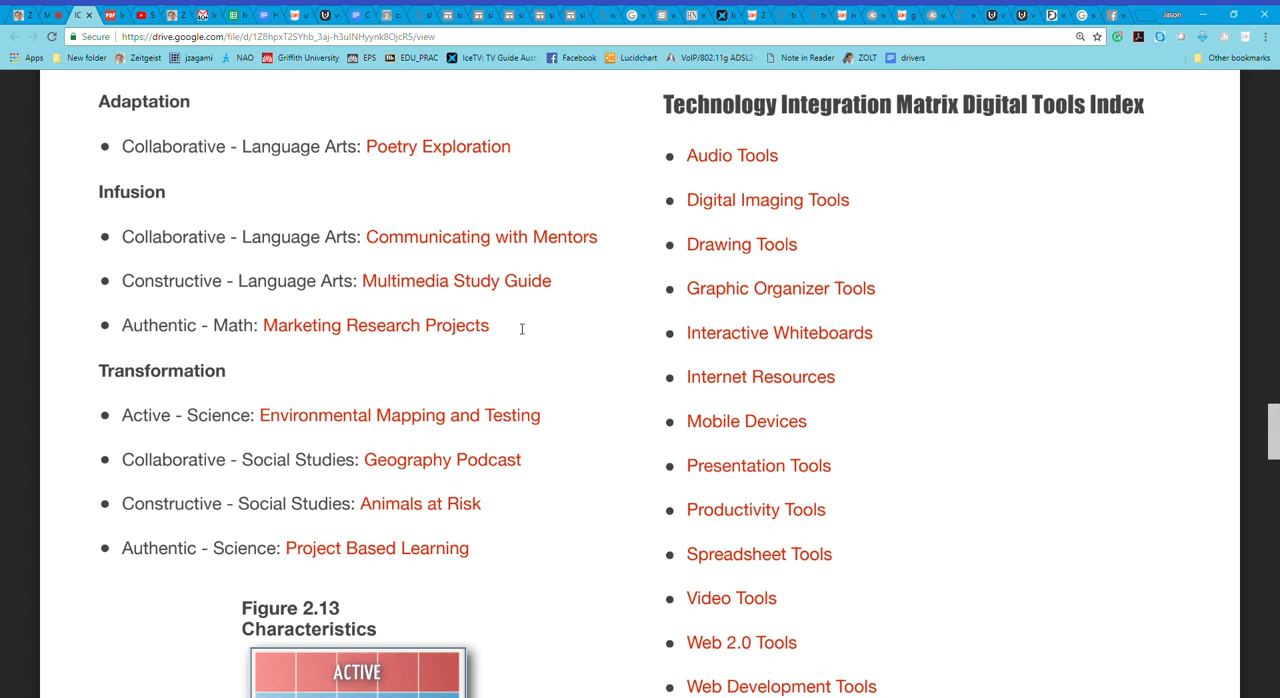 Jason
Secure
https://drive.google.com/file/d/1Z8hpxT2SYhb_3aj-h3uINHyynk8OjcR5/view
Apps
New folder
Zeitgeist
jzagami
NAO
Griffith University
EPS
EDU_PRAC
IceTV: TV Guide Aus
Facebook
Lucidchart
VoIP/802.11g ADSL2
Note in Reader
ZOLT
drivers
Other bookmarks
Adaptation
• Collaborative - Language Arts: Poetry Exploration
Infusion
• Collaborative - Language Arts: Communicating with Mentors
• Constructive - Language Arts: Multimedia Study Guide
• Authentic - Math: Marketing Research Projects
Transformation
• Active - Science: Environmental Mapping and Testing
• Collaborative - Social Studies: Geography Podcast
• Constructive - Social Studies: Animals at Risk
• Authentic - Science: Project Based Learning
Figure 2.13
Characteristics
ACTIVE
Technology Integration Matrix Digital Tools Index
• Audio Tools
• Digital Imaging Tools
• Drawing Tools
• Graphic Organizer Tools
• Interactive Whiteboards
• Internet Resources
• Mobile Devices
• Presentation Tools
• Productivity Tools
• Spreadsheet Tools
• Video Tools
• Web 2.0 Tools
• Web Development Tools